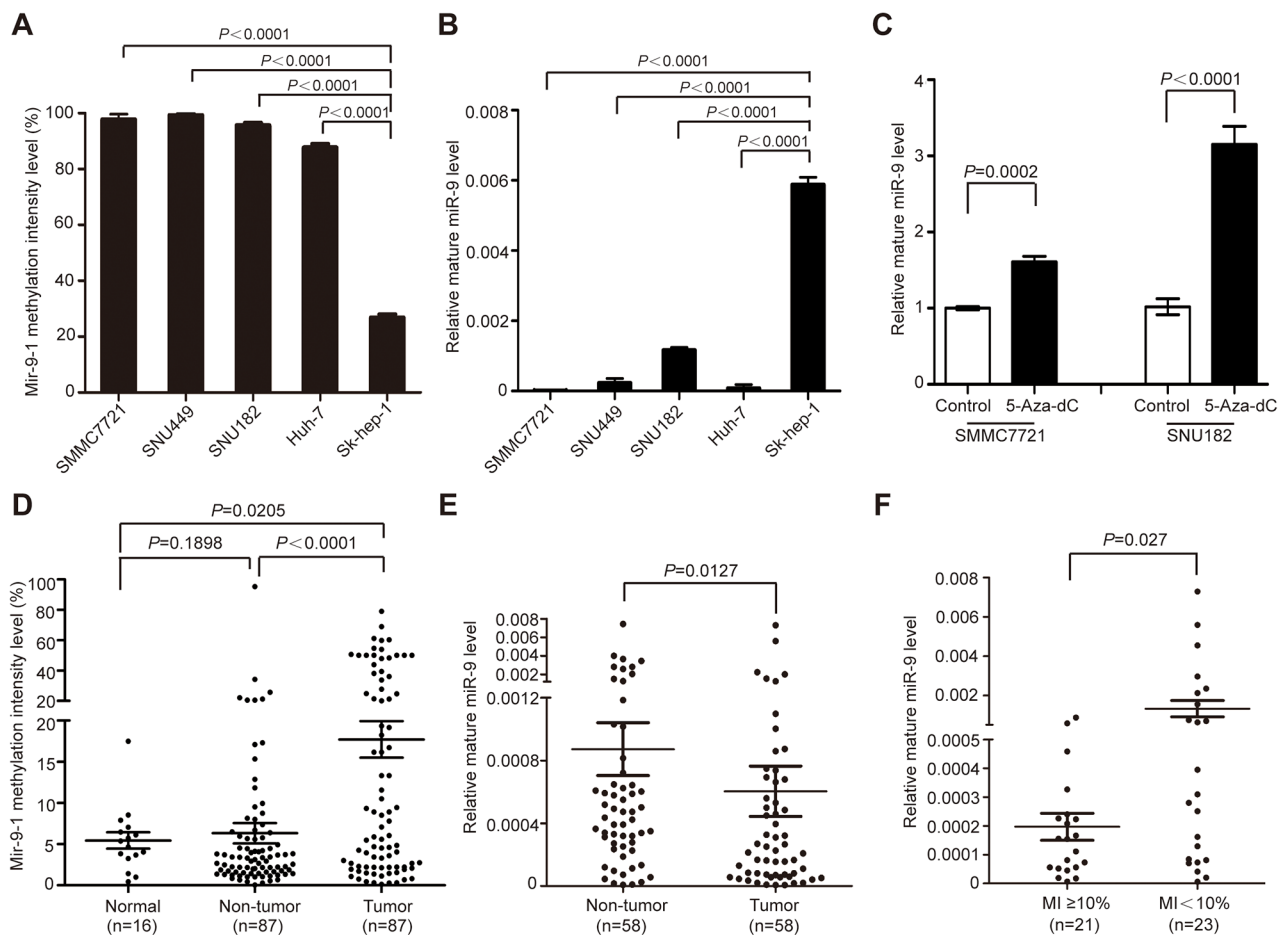 A
P＜0.0001
P＜0.0001
P＜0.0001
P＜0.0001
Mir-9-1 methylation intensity level (%)
100
80
60
40
20
0
SMMC7721
SNU449
SNU182
Huh-7
Sk-hep-1
B
P＜0.0001
P＜0.0001
P＜0.0001
P＜0.0001
Relative mature miR-9 level
0.008
0.006
0.004
0.002
0
SMMC7721
SNU449
SNU182
Huh-7
Sk-hep-1
C
P=0.0002
P＜0.0001
Relative mature miR-9 level
4
3
2
1
0
Control 5-Aza-dC Control 5-Aza-dC
SMMC7721 SNU182
D
P=0.0205
P=0.1898 P＜0.0001
Mir-9-1 methylation intensity level (%)
100
80
60
40
20
20
15
10
5
0
Normal Non-tumor Tumor
(n=16) (n=87) (n=87)
E
P=0.0127
Relative mature miR-9 level
0.008
0.008
0.004
0.002
0.0012
0.0008
0.0004
0
Non-tumor Tumor
(n=58) (n=58)
F
P=0.027
Relative mature miR-9 level
0.008
0.006
0.004
0.002
0.0005
0.0004
0.0003
0.0002
0.0001
0
MI ≥10% MI＜10%
(n=21) (n=23)